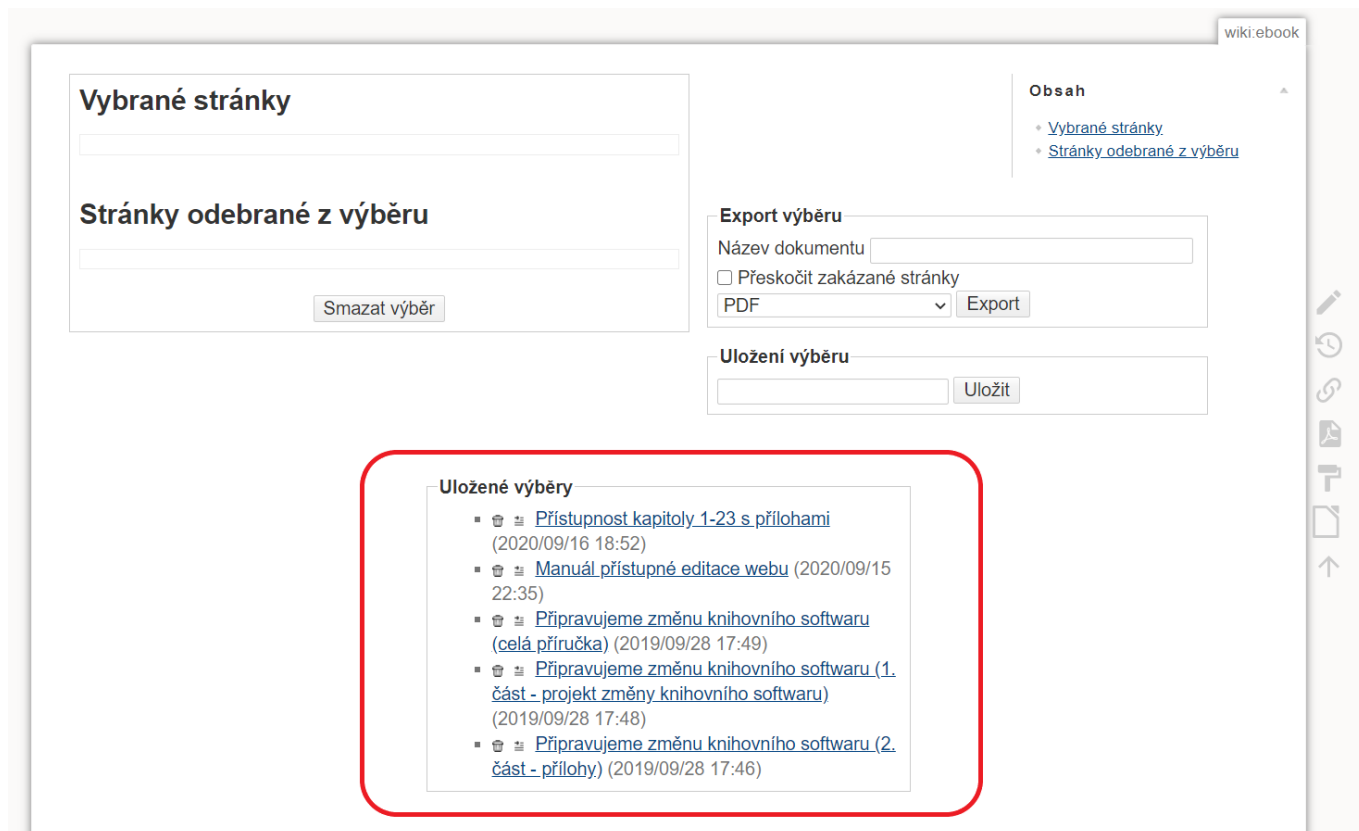 wiki:ebook
Vybrané stránky
Stránky odebrané z výběru
Smazat výběr
Obsah
Vybrané stránky
Stránky odebrané z výběru
Export výběru
Název dokumentu
Přeskočit zakázané stránky
PDF Export
Uložení výběru
Uložit
Uložené výběry
Přístupnost kapitoly 1-23 s přílohami
(2020/09/16 18:52)
Manuál přístupné editace webu (2020/09/15
22:35)
Připravujeme změnu knihovního softwaru
(celá příručka) (2019/09/28 17:49)
Připravujeme změnu knihovního softwaru (1.
část - projekt změny knihovního softwaru)
(2019/09/28 17:48)
Připravujeme změnu knihovního softwaru (2.
část - přílohy) (2019/09/28 17:46)